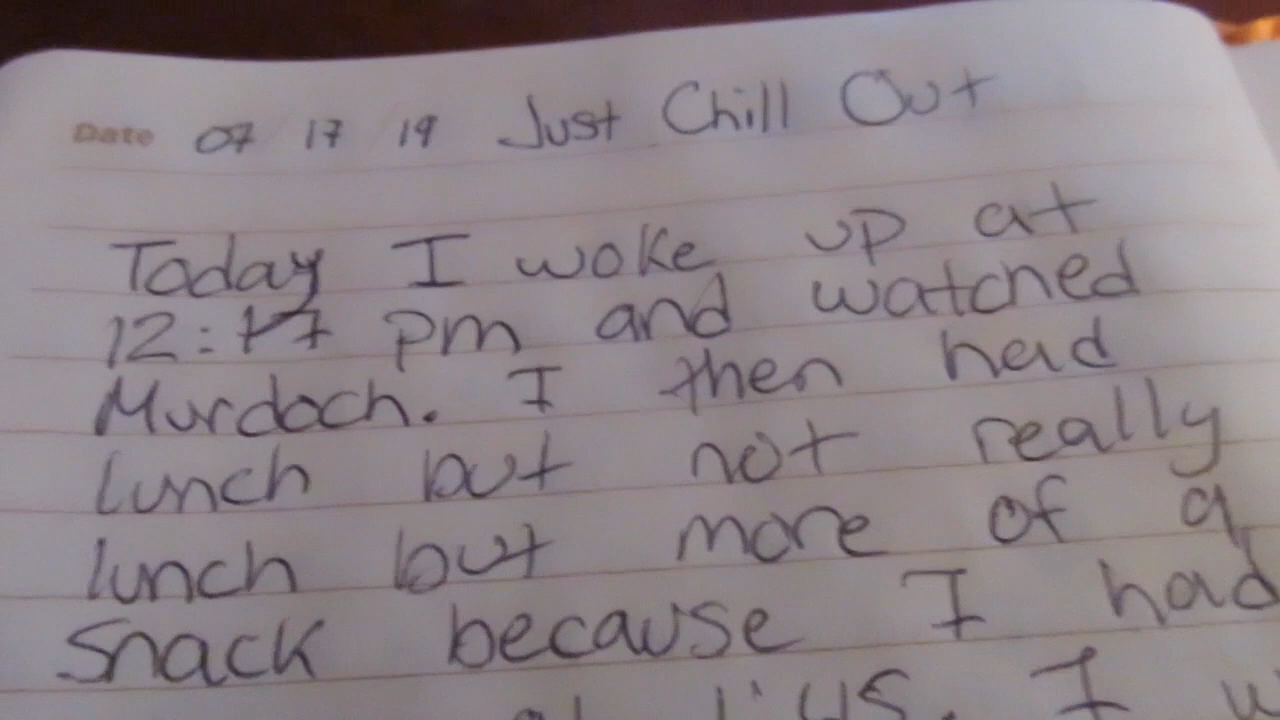 Date 07 17 19 Just Chill Out
Today I woke up at
12:17 pm and watched
Murdoch. I then had
lunch but not really
lunch but more of a
snack because I had
I